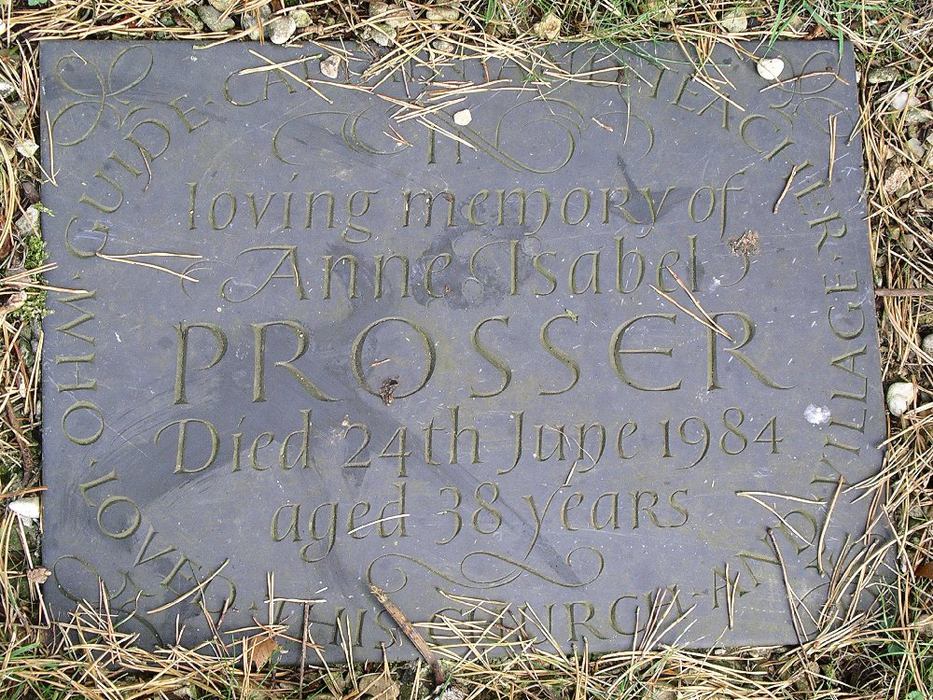 GUIDE · AND TEACHER
In
loving memory of
Anne Isabel
PROSSER
Died 24th June 1984
aged 38 years
WHO · LOVED · THIS CHURCH · AND VILLAGE ·